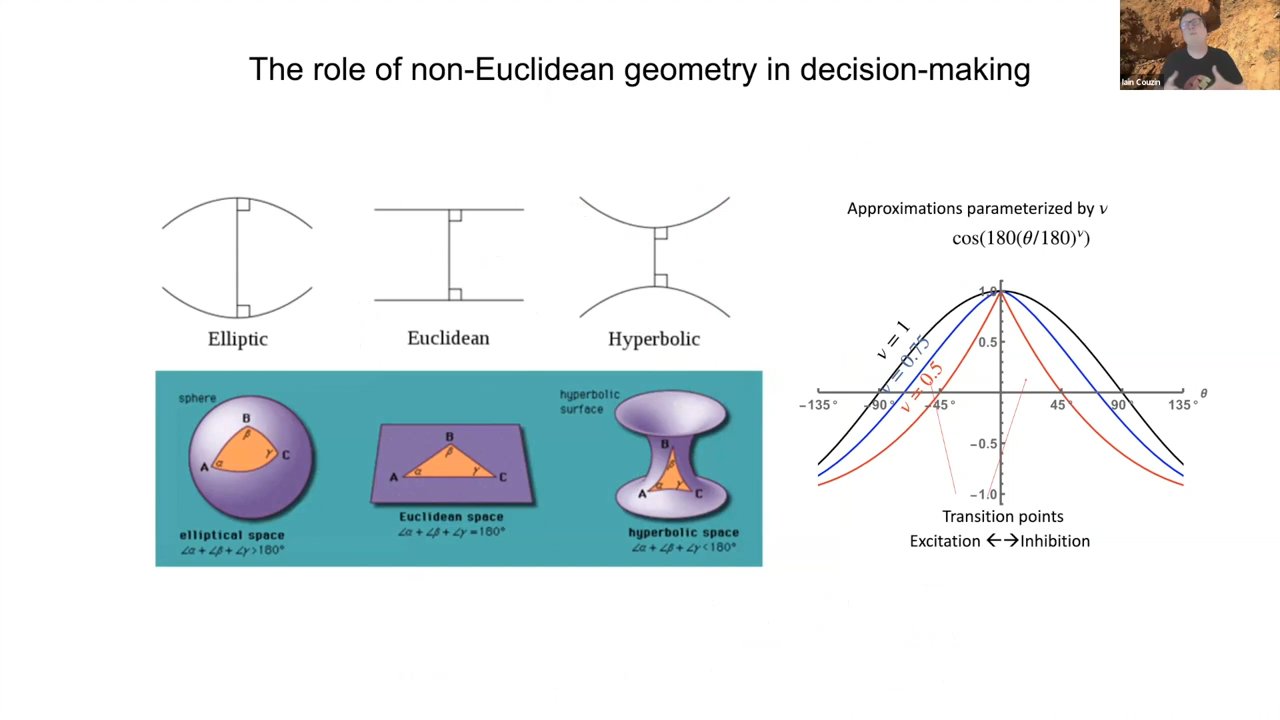 The role of non-Euclidean geometry in decision-making
Iain Couzin
Elliptic
Euclidean
Hyperbolic
sphere
B
β
A
α
γ
C
elliptical space
∠α + ∠β + ∠γ > 180°
B
β
A
α
γ
C
Euclidean space
∠α + ∠β + ∠γ = 180°
hyperbolic
surface
B
β
A
α
γ
C
hyperbolic space
∠α + ∠β + ∠γ < 180°
Approximations parameterized by ν
cos(180(θ/180)^ν)
ν = 1
ν = 0.75
ν = 0.5
1.0
0.5
−135°
−90°
−45°
45°
90°
135°
θ
−0.5
−1.0
Transition points
Excitation ←→Inhibition